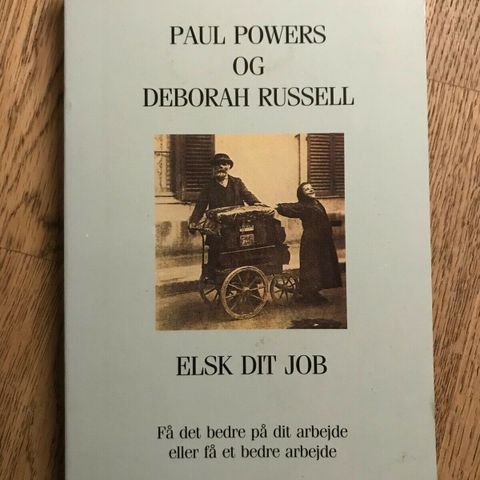 PAUL POWERS
OG
DEBORAH RUSSELL
ELSK DIT JOB
Få det bedre på dit arbejde
eller få et bedre arbejde